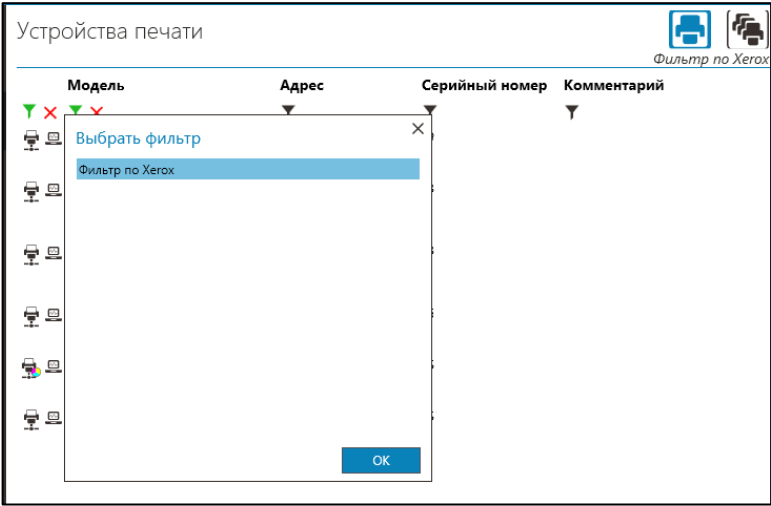 Устройства печати
Фильтр по Xerox
Модель Адрес Серийный номер Комментарий
Выбрать фильтр
Фильтр по Xerox
OK